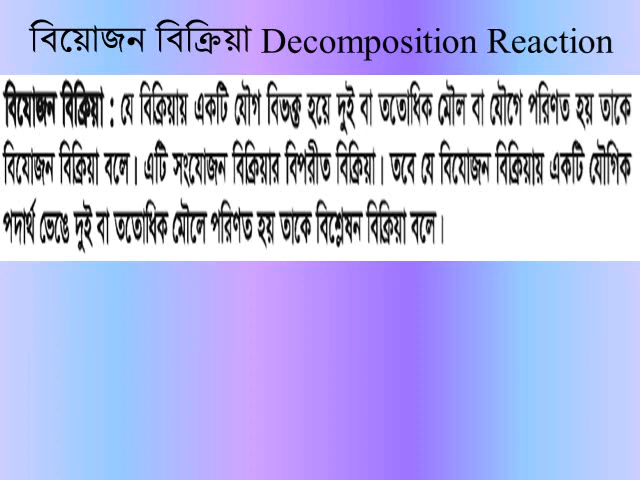 বিয়োজন বিক্রিয়া Decomposition Reaction
বিযোজন বিক্রিয়া : যে বিক্রিয়ায় একটি যৌগ বিভক্ত হয়ে দুই বা ততোধিক মৌল বা যৌগে পরিণত হয় তাকে
বিযোজন বিক্রিয়া বলে। এটি সংযোজন বিক্রিয়ার বিপরীত বিক্রিয়া। তবে যে বিযোজন বিক্রিয়ায় একটি যৌগিক
পদার্থ ভেঙে দুই বা ততোধিক মৌলে পরিণত হয় তাকে বিশ্লেষন বিক্রিয়া বলে।